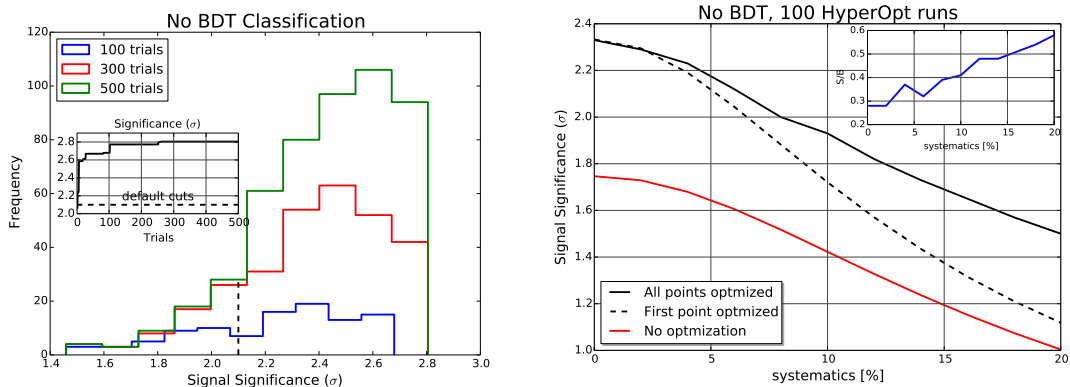 No BDT Classification
120
100
80
60
40
20
0
Frequency
100 trials
300 trials
500 trials
Significance (σ)
2.8
2.6
2.4
2.2
2.0
default cuts
0 100 200 300 400 500
Trials
1.4 1.6 1.8 2.0 2.2 2.4 2.6 2.8 3.0
Signal Significance (σ)
No BDT, 100 HyperOpt runs
2.4
2.2
2.0
1.8
1.6
1.4
1.2
1.0
Signal Significance (σ)
0.6
0.5
0.4
0.3
0.2
S/B
0 5 10 15 20
systematics [%]
All points optmized
First point optmized
No optmization
0 5 10 15 20
systematics [%]